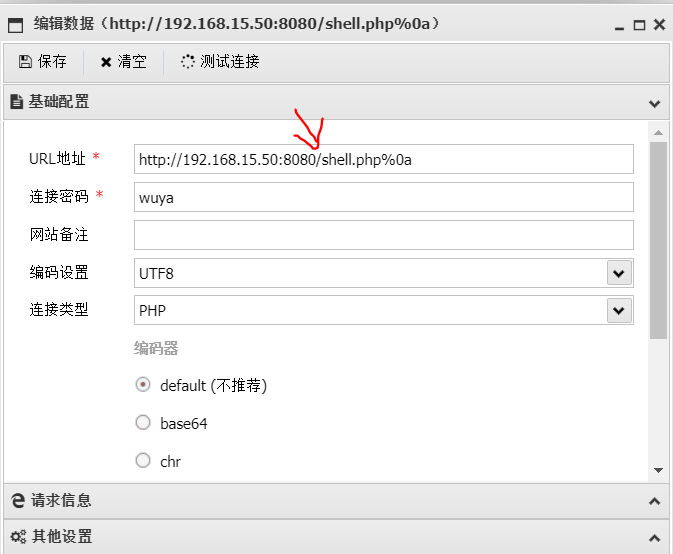 编辑数据（http://192.168.15.50:8080/shell.php%0a）
保存 清空 测试连接
基础配置
URL地址 * http://192.168.15.50:8080/shell.php%0a
连接密码 * wuya
网站备注
编码设置 UTF8
连接类型 PHP
编码器
default (不推荐)
base64
chr
请求信息
其他设置